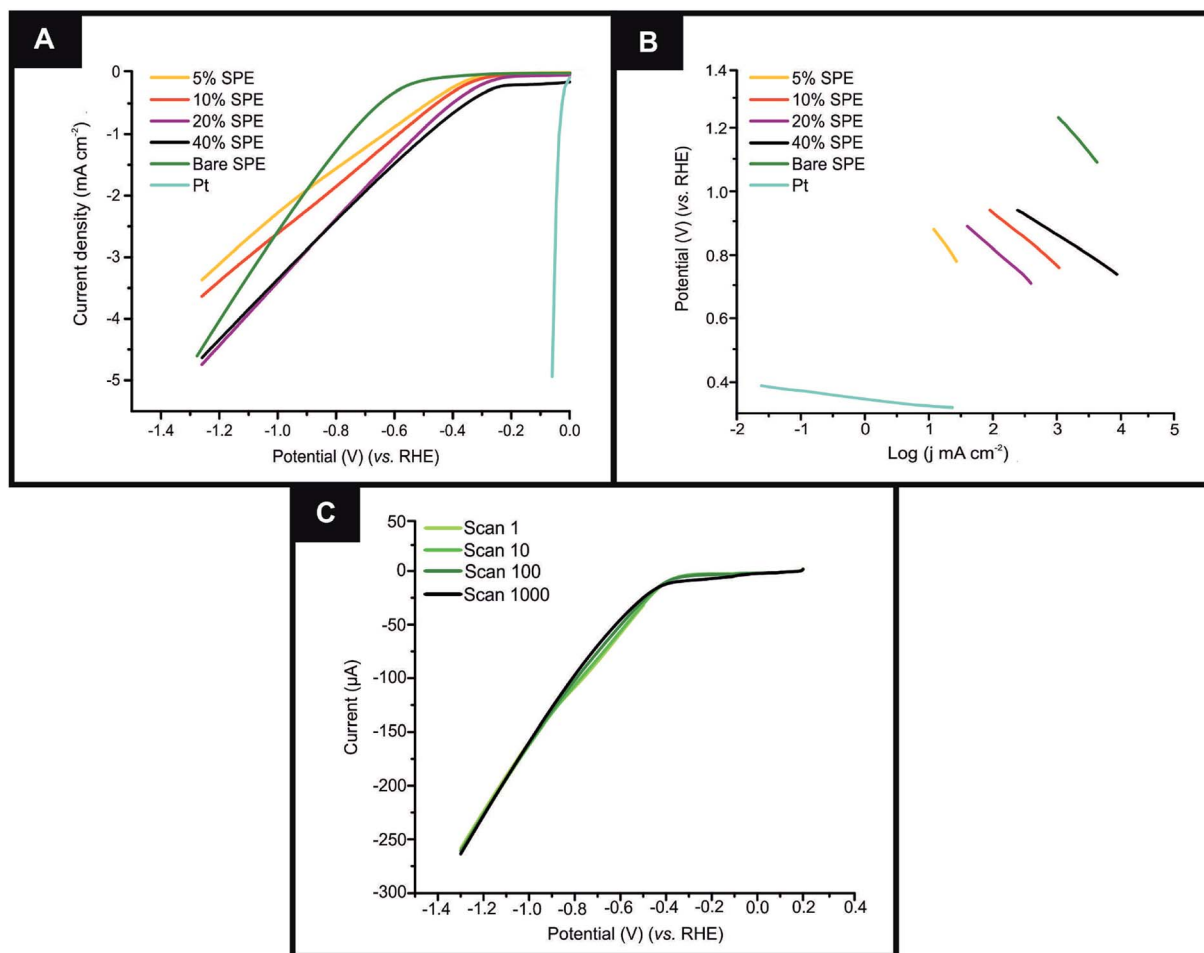 A
5% SPE
10% SPE
20% SPE
40% SPE
Bare SPE
Pt
0
-1
-2
-3
-4
-5
Current density (mA cm⁻²)
-1.4
-1.2
-1.0
-0.8
-0.6
-0.4
-0.2
0.0
Potential (V) (vs. RHE)
B
5% SPE
10% SPE
20% SPE
40% SPE
Bare SPE
Pt
1.4
1.2
1.0
0.8
0.6
0.4
Potential (V) (vs. RHE)
-2
-1
0
1
2
3
4
5
Log (j mA cm⁻²)
C
Scan 1
Scan 10
Scan 100
Scan 1000
50
0
-50
-100
-150
-200
-250
-300
Current (µA)
-1.4
-1.2
-1.0
-0.8
-0.6
-0.4
-0.2
0.0
0.2
0.4
Potential (V) (vs. RHE)